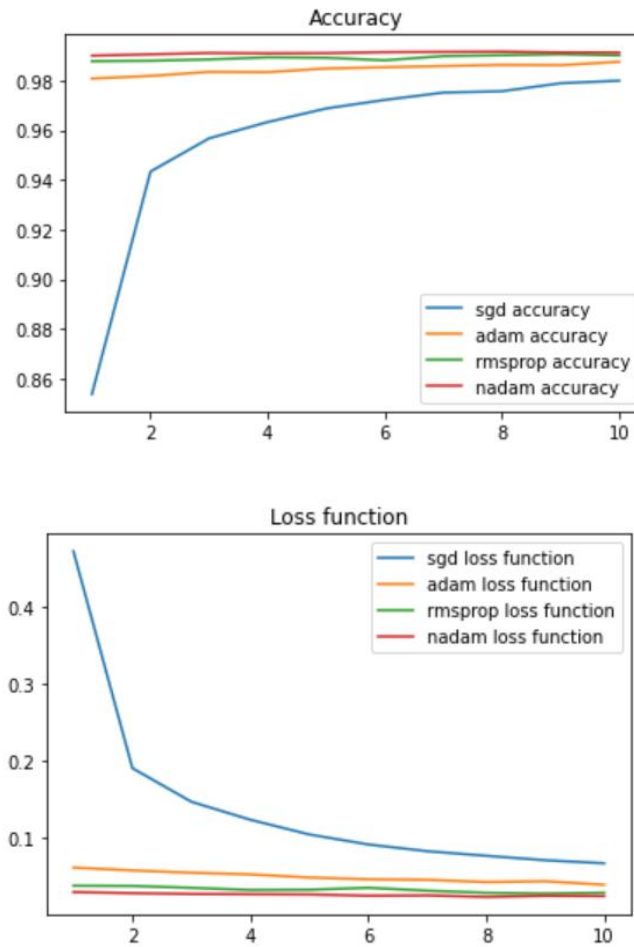 Accuracy
0.98
0.96
0.94
0.92
0.90
0.88
0.86
sgd accuracy
adam accuracy
rmsprop accuracy
nadam accuracy
2 4 6 8 10
Loss function
sgd loss function
adam loss function
rmsprop loss function
nadam loss function
0.4
0.3
0.2
0.1
2 4 6 8 10